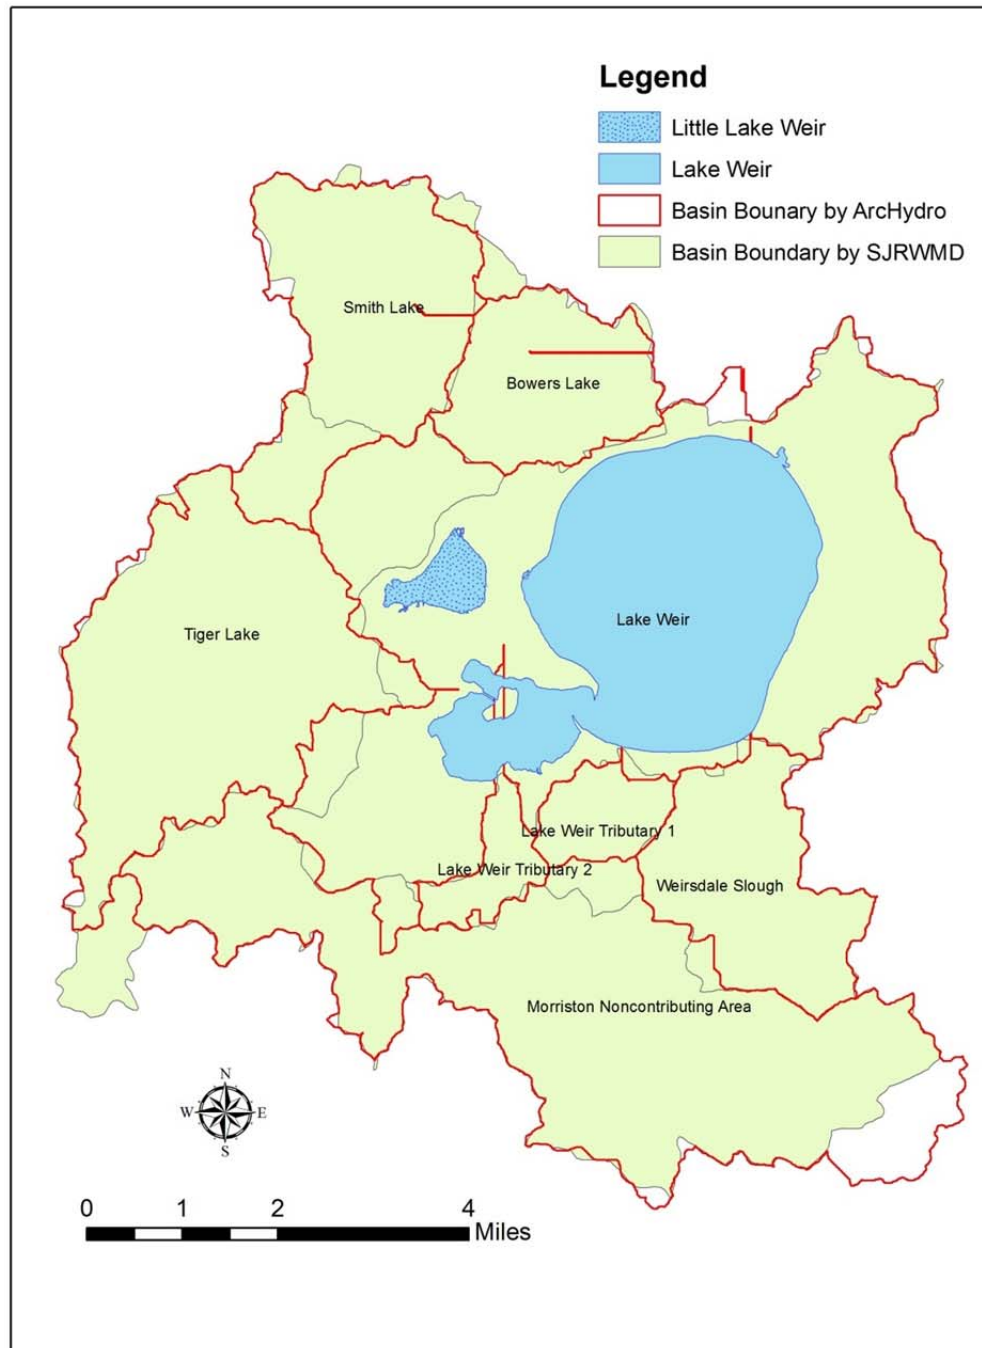 Legend
Little Lake Weir
Lake Weir
Basin Bounary by ArcHydro
Basin Boundary by SJRWMD
Smith Lake
Bowers Lake
Lake Weir
Tiger Lake
Lake Weir Tributary 1
Lake Weir Tributary 2
Weirsdale Slough
Morriston Noncontributing Area
N
W E
S
0 1 2 4
Miles